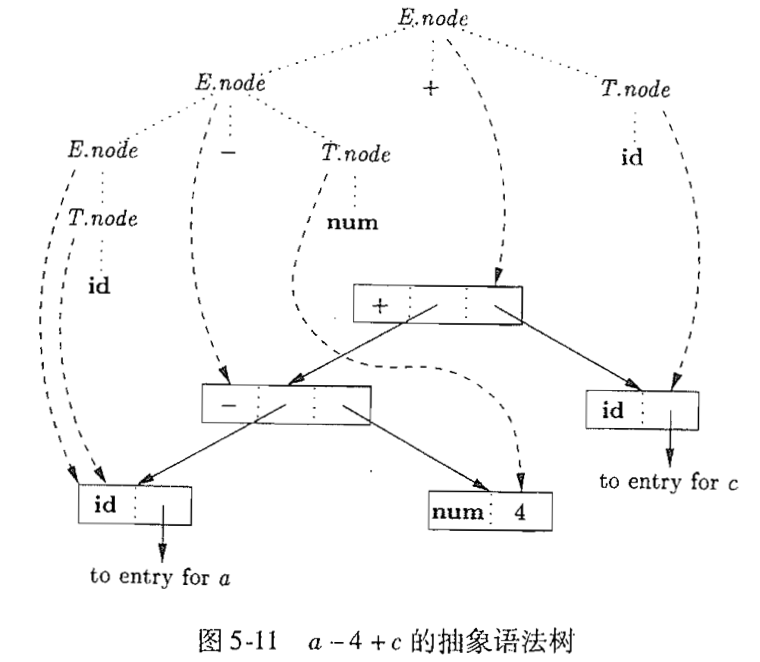 E.node
E.node + T.node
E.node − T.node id
T.node num
id
+
− id
to entry for c
id num 4
to entry for a
图 5-11 a − 4 + c 的抽象语法树